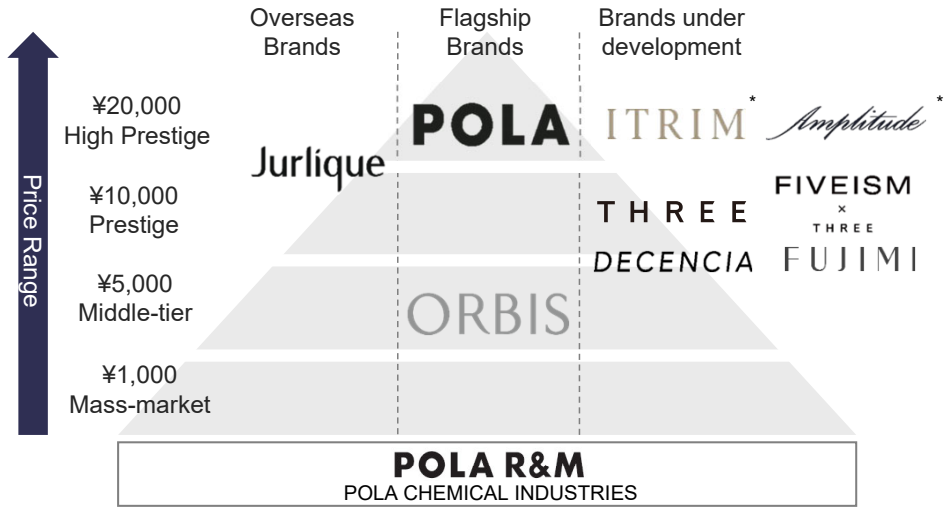 Overseas
Brands
Flagship
Brands
Brands under
development
Price Range
¥20,000
High Prestige
¥10,000
Prestige
¥5,000
Middle-tier
¥1,000
Mass-market
Jurlique
POLA
ORBIS
ITRIM*
Amplitude*
THREE
FIVEISM
×
THREE
DECENCIA
FUJIMI
POLA R&M
POLA CHEMICAL INDUSTRIES